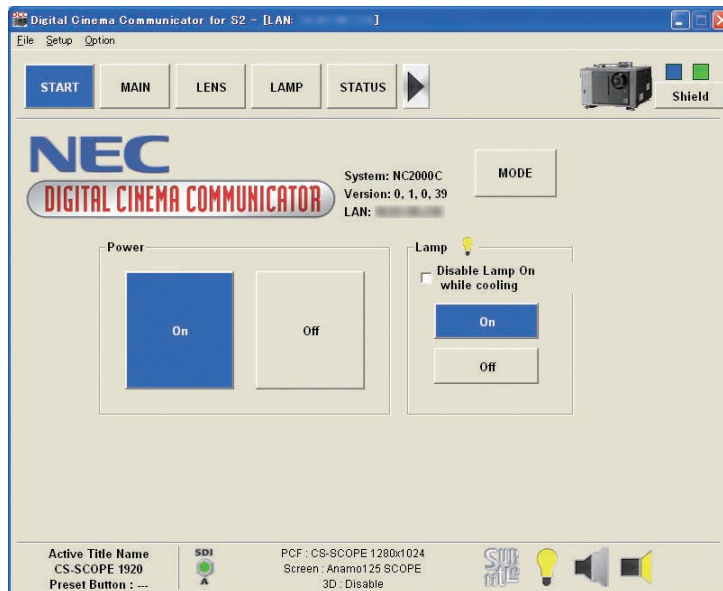 Digital Cinema Communicator for S2 - [LAN: ]
File Setup Option
START MAIN LENS LAMP STATUS
Shield
NEC
DIGITAL CINEMA COMMUNICATOR
System: NC2000C
Version: 0, 1, 0, 39
LAN:
MODE
Power
On
Off
Lamp
Disable Lamp On
while cooling
On
Off
Active Title Name
CS-SCOPE 1920
Preset Button : ---
SDI
A
PCF : CS-SCOPE 1280x1024
Screen : Anamo125 SCOPE
3D : Disable
SUB
TITLE